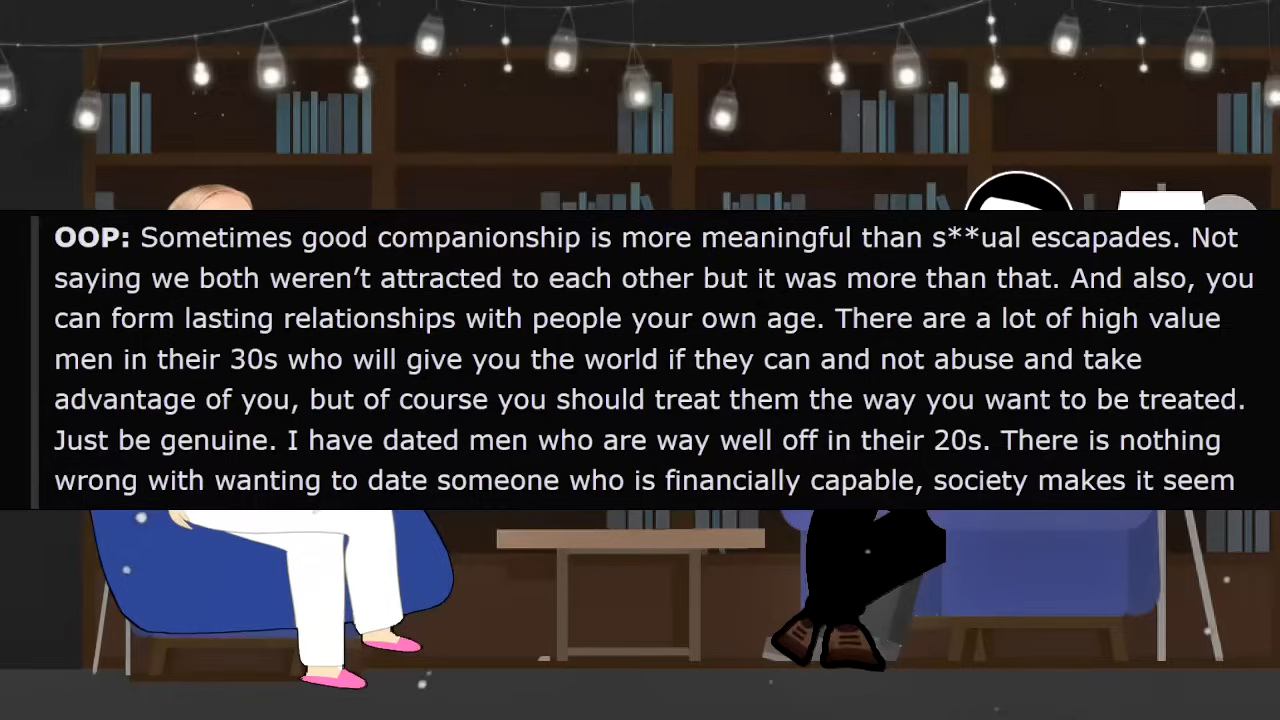 OOP: Sometimes good companionship is more meaningful than s**ual escapades. Not
saying we both weren’t attracted to each other but it was more than that. And also, you
can form lasting relationships with people your own age. There are a lot of high value
men in their 30s who will give you the world if they can and not abuse and take
advantage of you, but of course you should treat them the way you want to be treated.
Just be genuine. I have dated men who are way well off in their 20s. There is nothing
wrong with wanting to date someone who is financially capable, society makes it seem